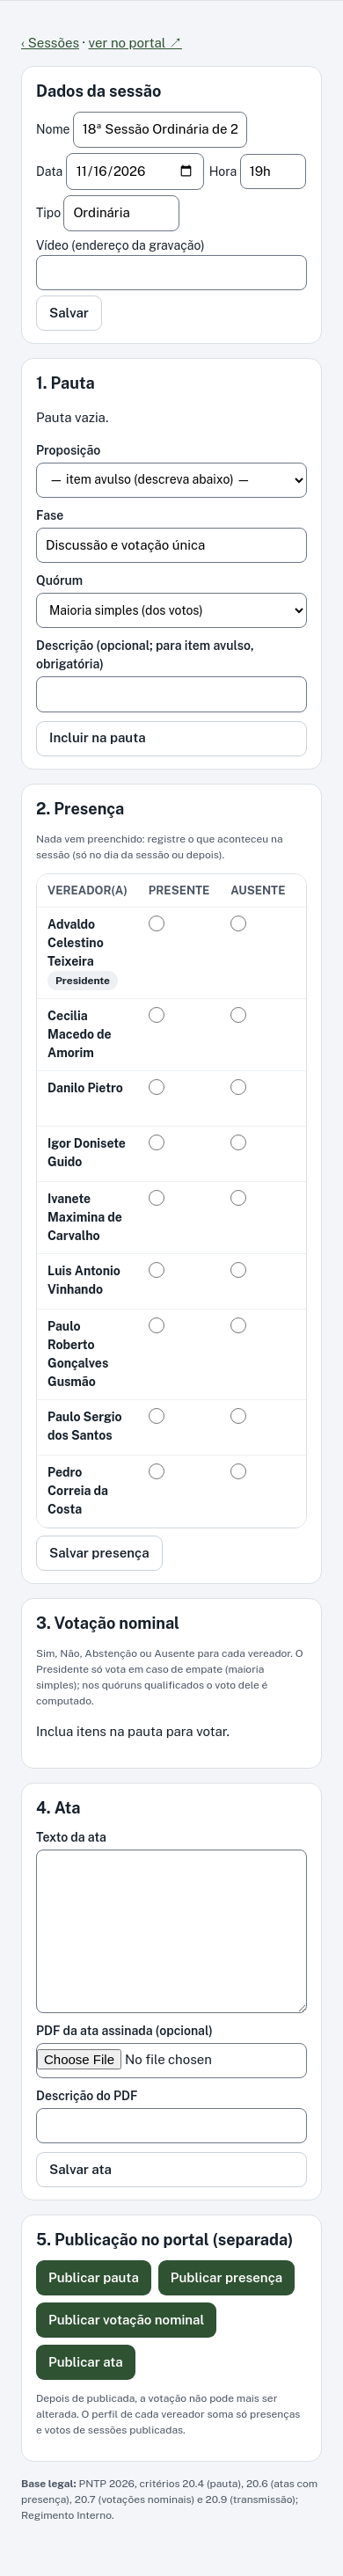 ‹ Sessões · ver no portal ↗
Dados da sessão
Nome 18ª Sessão Ordinária de 2
Data 11/16/2026 Hora 19h
Tipo Ordinária
Vídeo (endereço da gravação)
Salvar
1. Pauta
Pauta vazia.
Proposição
— item avulso (descreva abaixo) —
Fase
Discussão e votação única
Quórum
Maioria simples (dos votos)
Descrição (opcional; para item avulso,
obrigatória)
Incluir na pauta
2. Presença
Nada vem preenchido: registre o que aconteceu na
sessão (só no dia da sessão ou depois).
VEREADOR(A) PRESENTE AUSENTE
Advaldo
Celestino
Teixeira
Presidente
Cecilia
Macedo de
Amorim
Danilo Pietro
Igor Donisete
Guido
Ivanete
Maximina de
Carvalho
Luis Antonio
Vinhando
Paulo
Roberto
Gonçalves
Gusmão
Paulo Sergio
dos Santos
Pedro
Correia da
Costa
Salvar presença
3. Votação nominal
Sim, Não, Abstenção ou Ausente para cada vereador. O
Presidente só vota em caso de empate (maioria
simples); nos quóruns qualificados o voto dele é
computado.
Inclua itens na pauta para votar.
4. Ata
Texto da ata
PDF da ata assinada (opcional)
Choose File No file chosen
Descrição do PDF
Salvar ata
5. Publicação no portal (separada)
Publicar pauta Publicar presença
Publicar votação nominal
Publicar ata
Depois de publicada, a votação não pode mais ser
alterada. O perfil de cada vereador soma só presenças
e votos de sessões publicadas.
Base legal: PNTP 2026, critérios 20.4 (pauta), 20.6 (atas com
presença), 20.7 (votações nominais) e 20.9 (transmissão);
Regimento Interno.